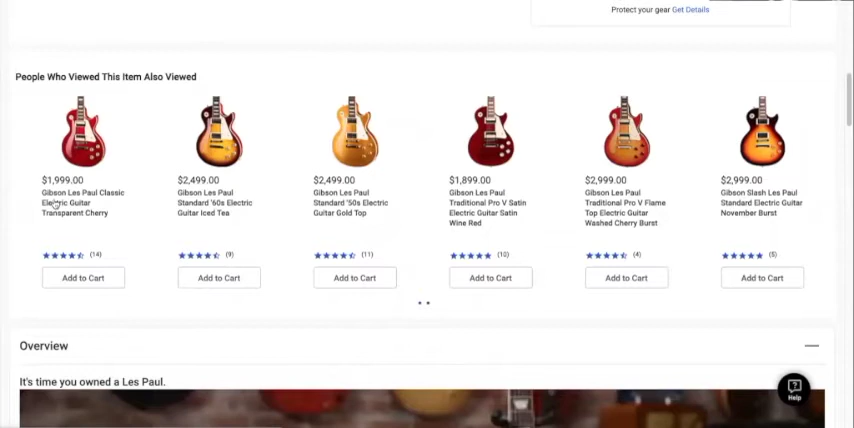 Protect your gear Get Details
People Who Viewed This Item Also Viewed
$1,999.00
Gibson Les Paul Classic
Electric Guitar
Transparent Cherry
(14)
Add to Cart
$2,499.00
Gibson Les Paul
Standard '60s Electric
Guitar Iced Tea
(9)
Add to Cart
$2,499.00
Gibson Les Paul
Standard '50s Electric
Guitar Gold Top
(11)
Add to Cart
$1,899.00
Gibson Les Paul
Traditional Pro V Satin
Electric Guitar Satin
Wine Red
(10)
Add to Cart
$2,999.00
Gibson Les Paul
Traditional Pro V Flame
Top Electric Guitar
Washed Cherry Burst
(4)
Add to Cart
$2,999.00
Gibson Slash Les Paul
Standard Electric Guitar
November Burst
(5)
Add to Cart
Overview
It's time you owned a Les Paul.
?
Help